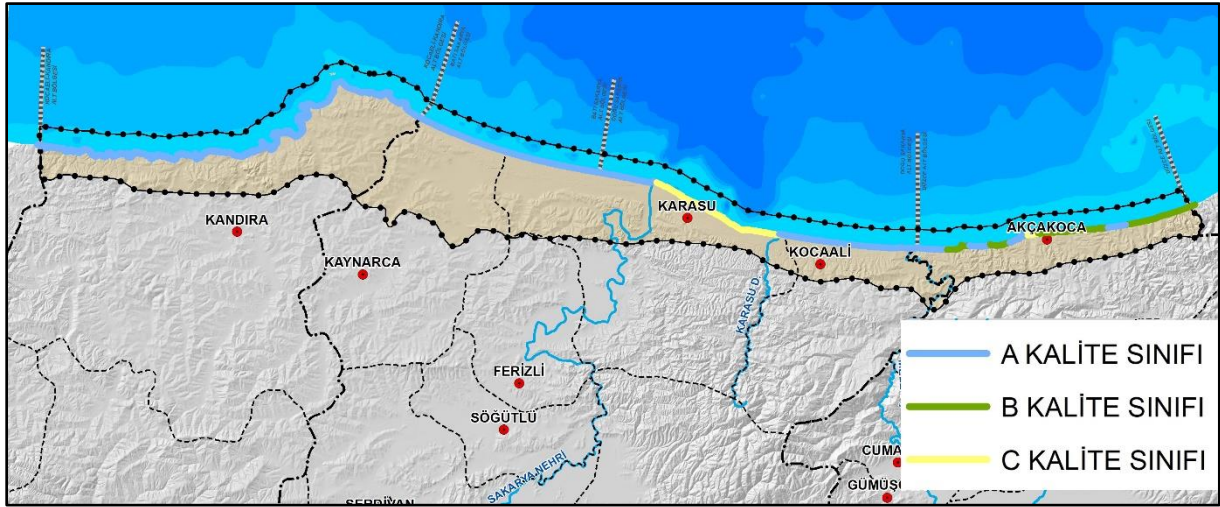 KARASU
AKÇAKOCA
KANDIRA
KOCAALİ
KAYNARCA
KARASU D.
FERİZLİ
SÖĞÜTLÜ
SAKARYA NEHRİ
SERDİVAN
CUMA
GÜMÜŞ
A KALİTE SINIFI
B KALİTE SINIFI
C KALİTE SINIFI